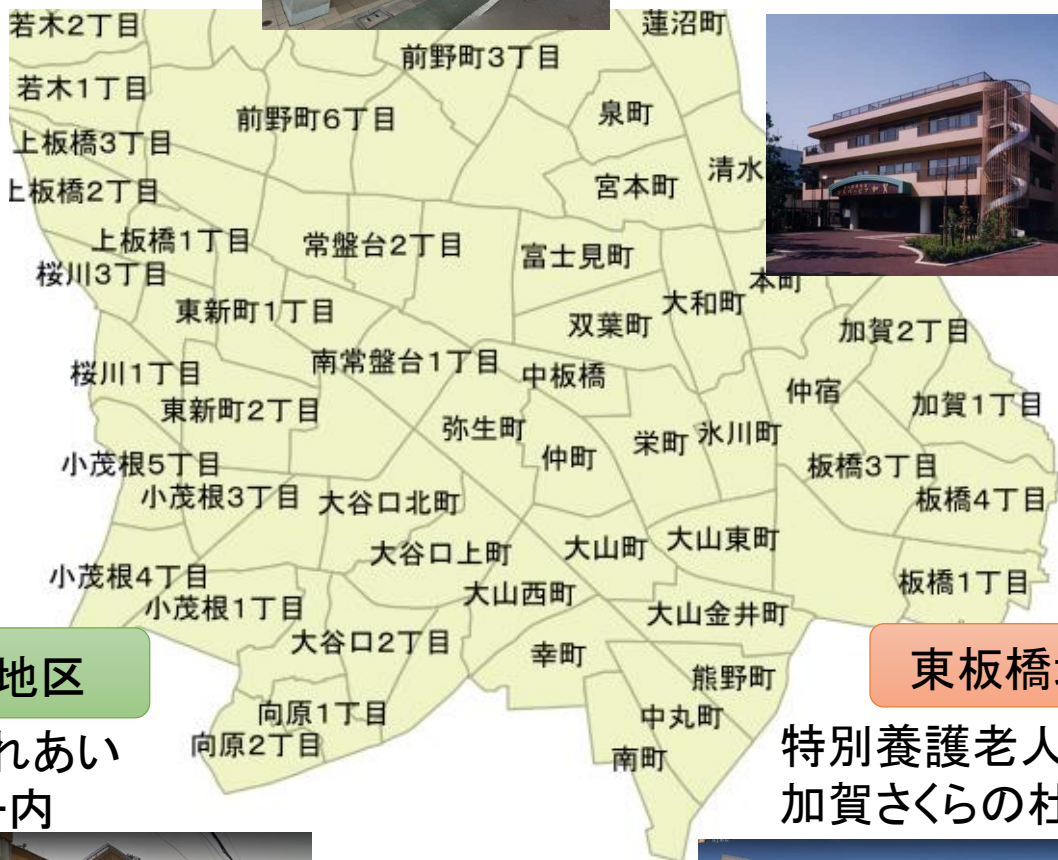 若木2丁目
蓮沼町
前野町3丁目
若木1丁目
前野町6丁目
泉町
上板橋3丁目
清水
宮本町
上板橋2丁目
上板橋1丁目
常盤台2丁目
富士見町
桜川3丁目
本町
東新町1丁目
大和町
双葉町
加賀2丁目
南常盤台1丁目
桜川1丁目
中板橋
仲宿
加賀1丁目
東新町2丁目
弥生町
栄町
氷川町
仲町
小茂根5丁目
板橋3丁目
小茂根3丁目
大谷口北町
板橋4丁目
大谷口上町
大山町
大山東町
小茂根4丁目
板橋1丁目
大山西町
小茂根1丁目
大山金井町
大谷口2丁目
幸町
熊野町
向原1丁目
中丸町
向原2丁目
南町
地区
れあい
内
東板橋
特別養護老人
加賀さくらの杜